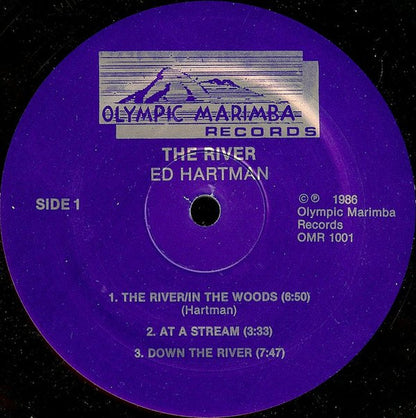 OLYMPIC MARIMBA
RECORDS
THE RIVER
ED HARTMAN
SIDE 1
©℗ 1986
Olympic Marimba
Records
OMR 1001
1. THE RIVER/IN THE WOODS (6:50)
(Hartman)
2. AT A STREAM (3:33)
3. DOWN THE RIVER (7:47)